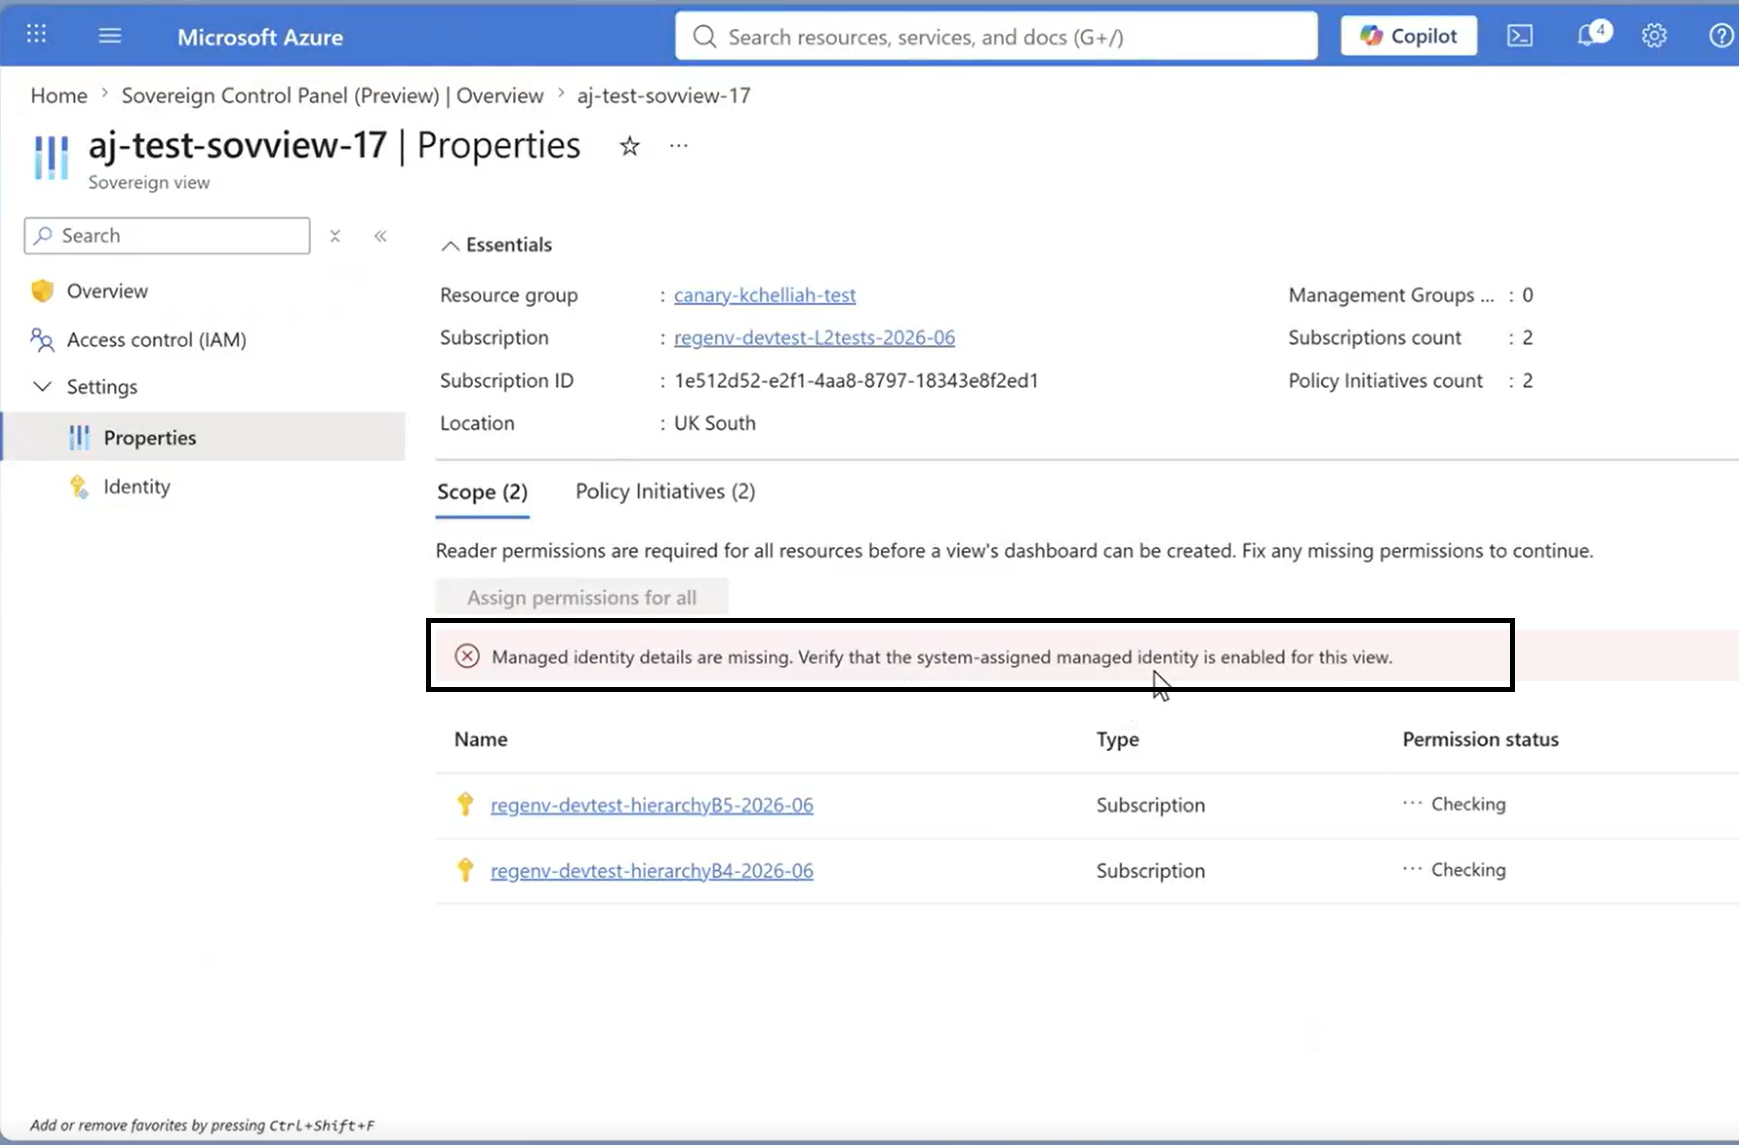 Microsoft Azure
Search resources, services, and docs (G+/)
Copilot
4
Home > Sovereign Control Panel (Preview) | Overview > aj-test-sovview-17
aj-test-sovview-17 | Properties
Sovereign view
Search
Overview
Access control (IAM)
Settings
Properties
Identity
Essentials
Resource group : canary-kchelliah-test
Subscription : regenv-devtest-L2tests-2026-06
Subscription ID : 1e512d52-e2f1-4aa8-8797-18343e8f2ed1
Location : UK South
Management Groups ... : 0
Subscriptions count : 2
Policy Initiatives count : 2
Scope (2) Policy Initiatives (2)
Reader permissions are required for all resources before a view's dashboard can be created. Fix any missing permissions to continue.
Assign permissions for all
Managed identity details are missing. Verify that the system-assigned managed identity is enabled for this view.
Name Type Permission status
regenv-devtest-hierarchyB5-2026-06 Subscription ··· Checking
regenv-devtest-hierarchyB4-2026-06 Subscription ··· Checking
Add or remove favorites by pressing Ctrl+Shift+F